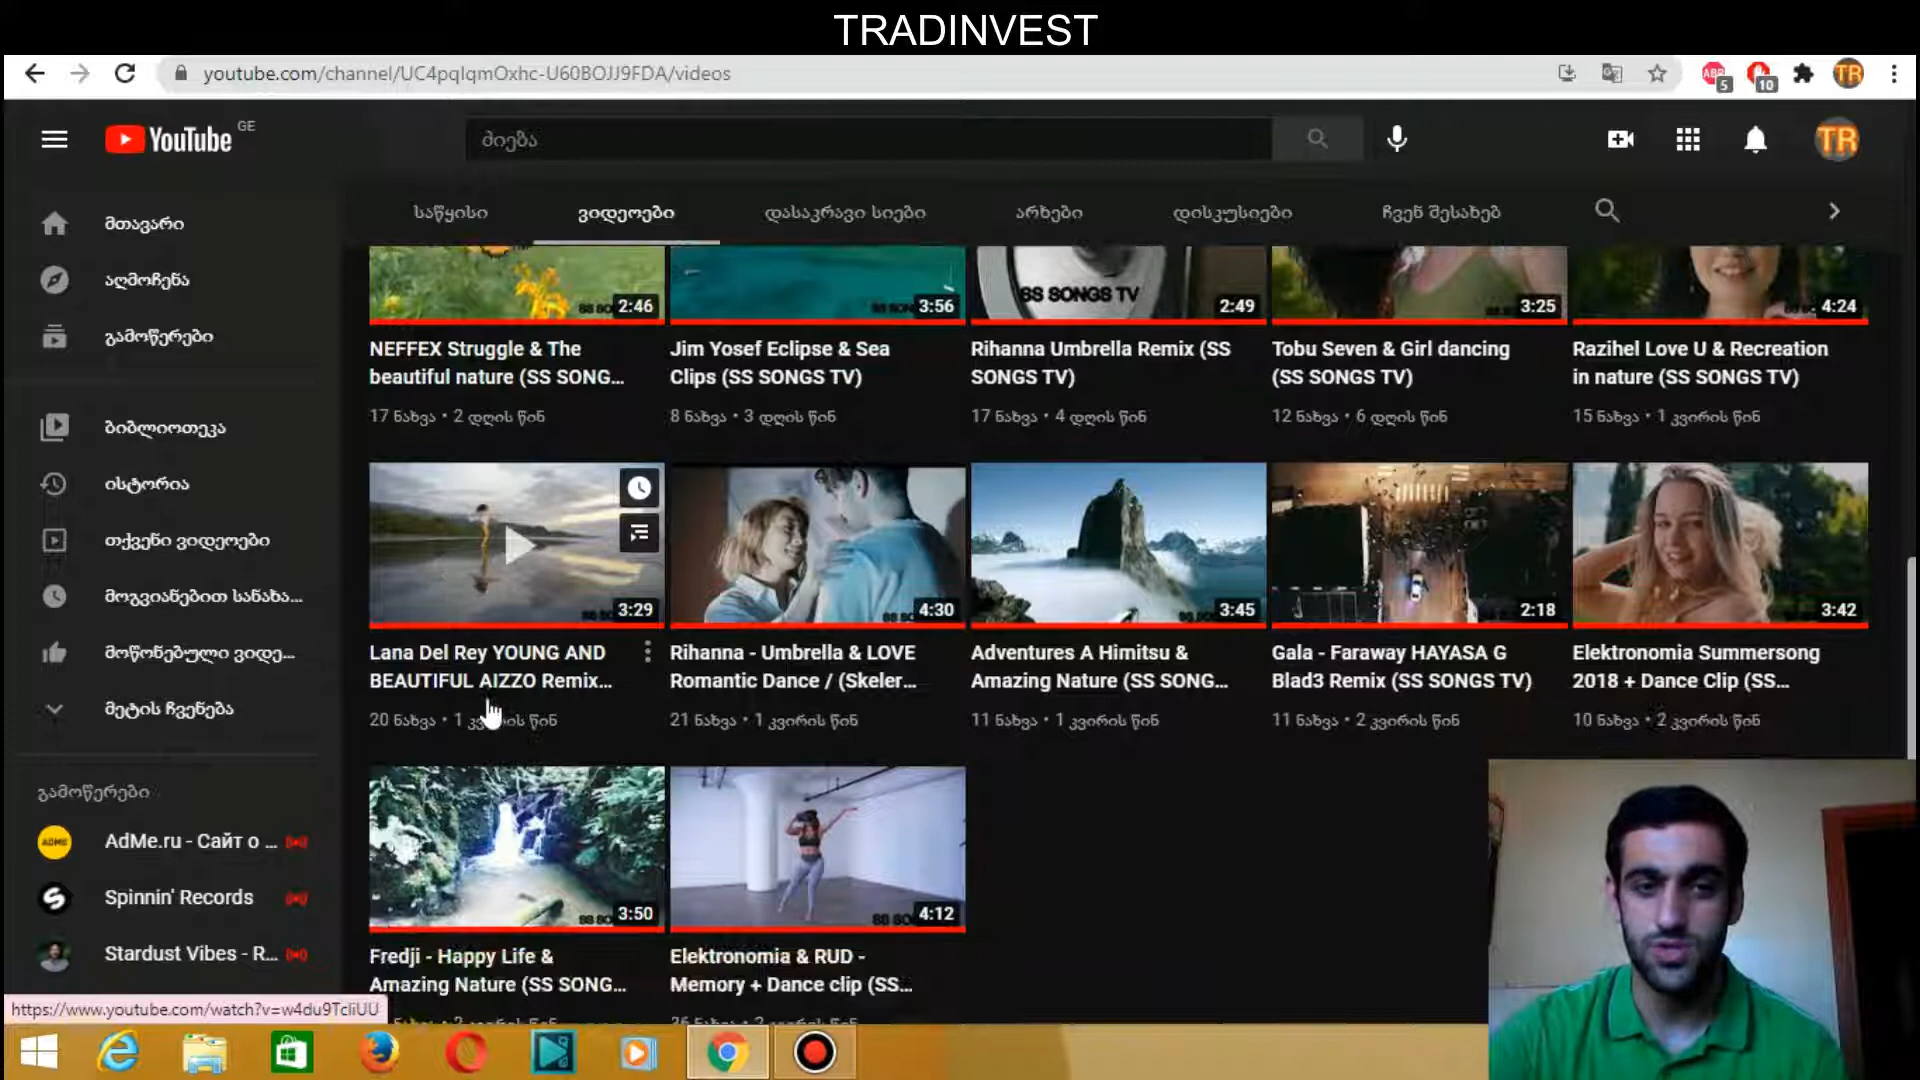 TRADINVEST
youtube.com/channel/UC4pqIqmOxhc-U60BOJJ9FDA/videos
5
10
TR
YouTube GE
ძიება
TR
საწყისი
ვიდეოები
დასაკრავი სიები
არხები
დისკუსიები
ჩვენ შესახებ
მთავარი
აღმოჩენა
გამოწერები
ბიბლიოთეკა
ისტორია
თქვენი ვიდეოები
მოგვიანებით სანახა...
მოწონებული ვიდე...
მეტის ჩვენება
გამოწერები
AdMe.ru - Сайт о ...
Spinnin' Records
Stardust Vibes - R...
2:46
3:56
SS SONGS TV
2:49
3:25
4:24
NEFFEX Struggle & The
beautiful nature (SS SONG...
17 ნახვა • 2 დღის წინ
Jim Yosef Eclipse & Sea
Clips (SS SONGS TV)
8 ნახვა • 3 დღის წინ
Rihanna Umbrella Remix (SS
SONGS TV)
17 ნახვა • 4 დღის წინ
Tobu Seven & Girl dancing
(SS SONGS TV)
12 ნახვა • 6 დღის წინ
Razihel Love U & Recreation
in nature (SS SONGS TV)
15 ნახვა • 1 კვირის წინ
3:29
4:30
3:45
2:18
3:42
Lana Del Rey YOUNG AND
BEAUTIFUL AIZZO Remix...
20 ნახვა • 1 კვირის წინ
Rihanna - Umbrella & LOVE
Romantic Dance / (Skeler...
21 ნახვა • 1 კვირის წინ
Adventures A Himitsu &
Amazing Nature (SS SONG...
11 ნახვა • 1 კვირის წინ
Gala - Faraway HAYASA G
Blad3 Remix (SS SONGS TV)
11 ნახვა • 2 კვირის წინ
Elektronomia Summersong
2018 + Dance Clip (SS...
10 ნახვა • 2 კვირის წინ
3:50
4:12
Fredji - Happy Life &
Amazing Nature (SS SONG...
Elektronomia & RUD -
Memory + Dance clip (SS...
https://www.youtube.com/watch?v=w4du9TcliUU